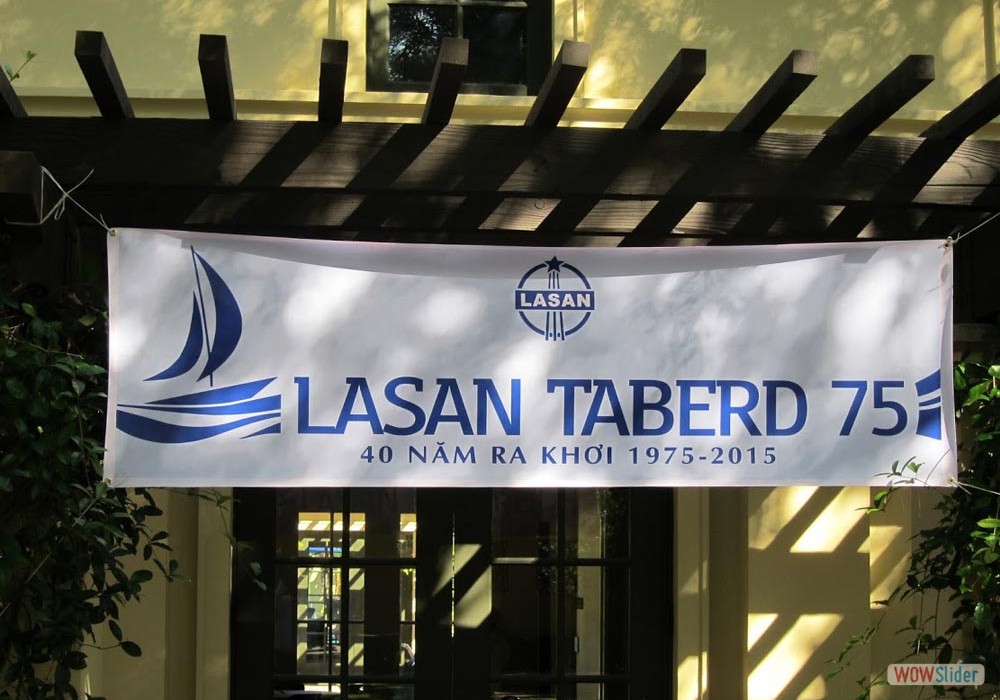 LASAN
LASAN TABERD 75
40 NĂM RA KHƠI 1975-2015
WOWSlider